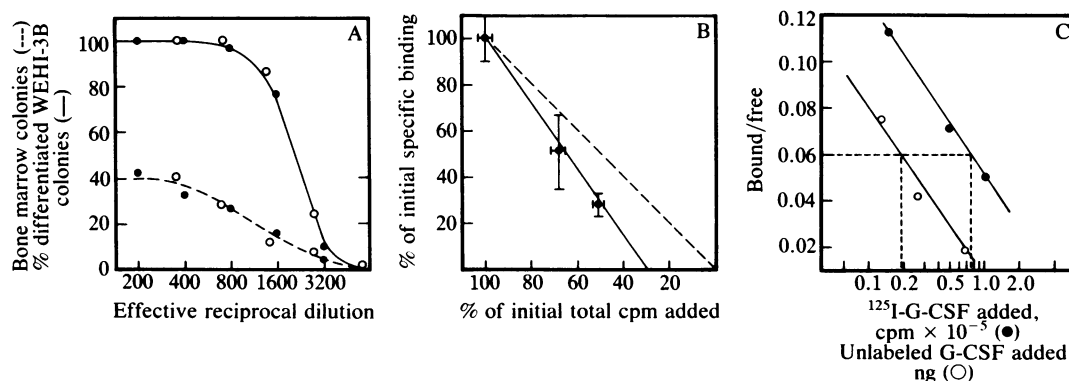 Bone marrow colonies (---)
% differentiated WEHI-3B
colonies (—)
100
80
60
40
20
0
A
200 400 800 1600 3200
Effective reciprocal dilution
% of initial specific binding
100
80
60
40
20
B
100 80 60 40 20
% of initial total cpm added
Bound/free
0.12
0.10
0.08
0.06
0.04
0.02
C
0.1 0.2 0.5 1.0 2.0
¹²⁵I-G-CSF added,
cpm × 10⁻⁵ (●)
Unlabeled G-CSF added
ng (○)